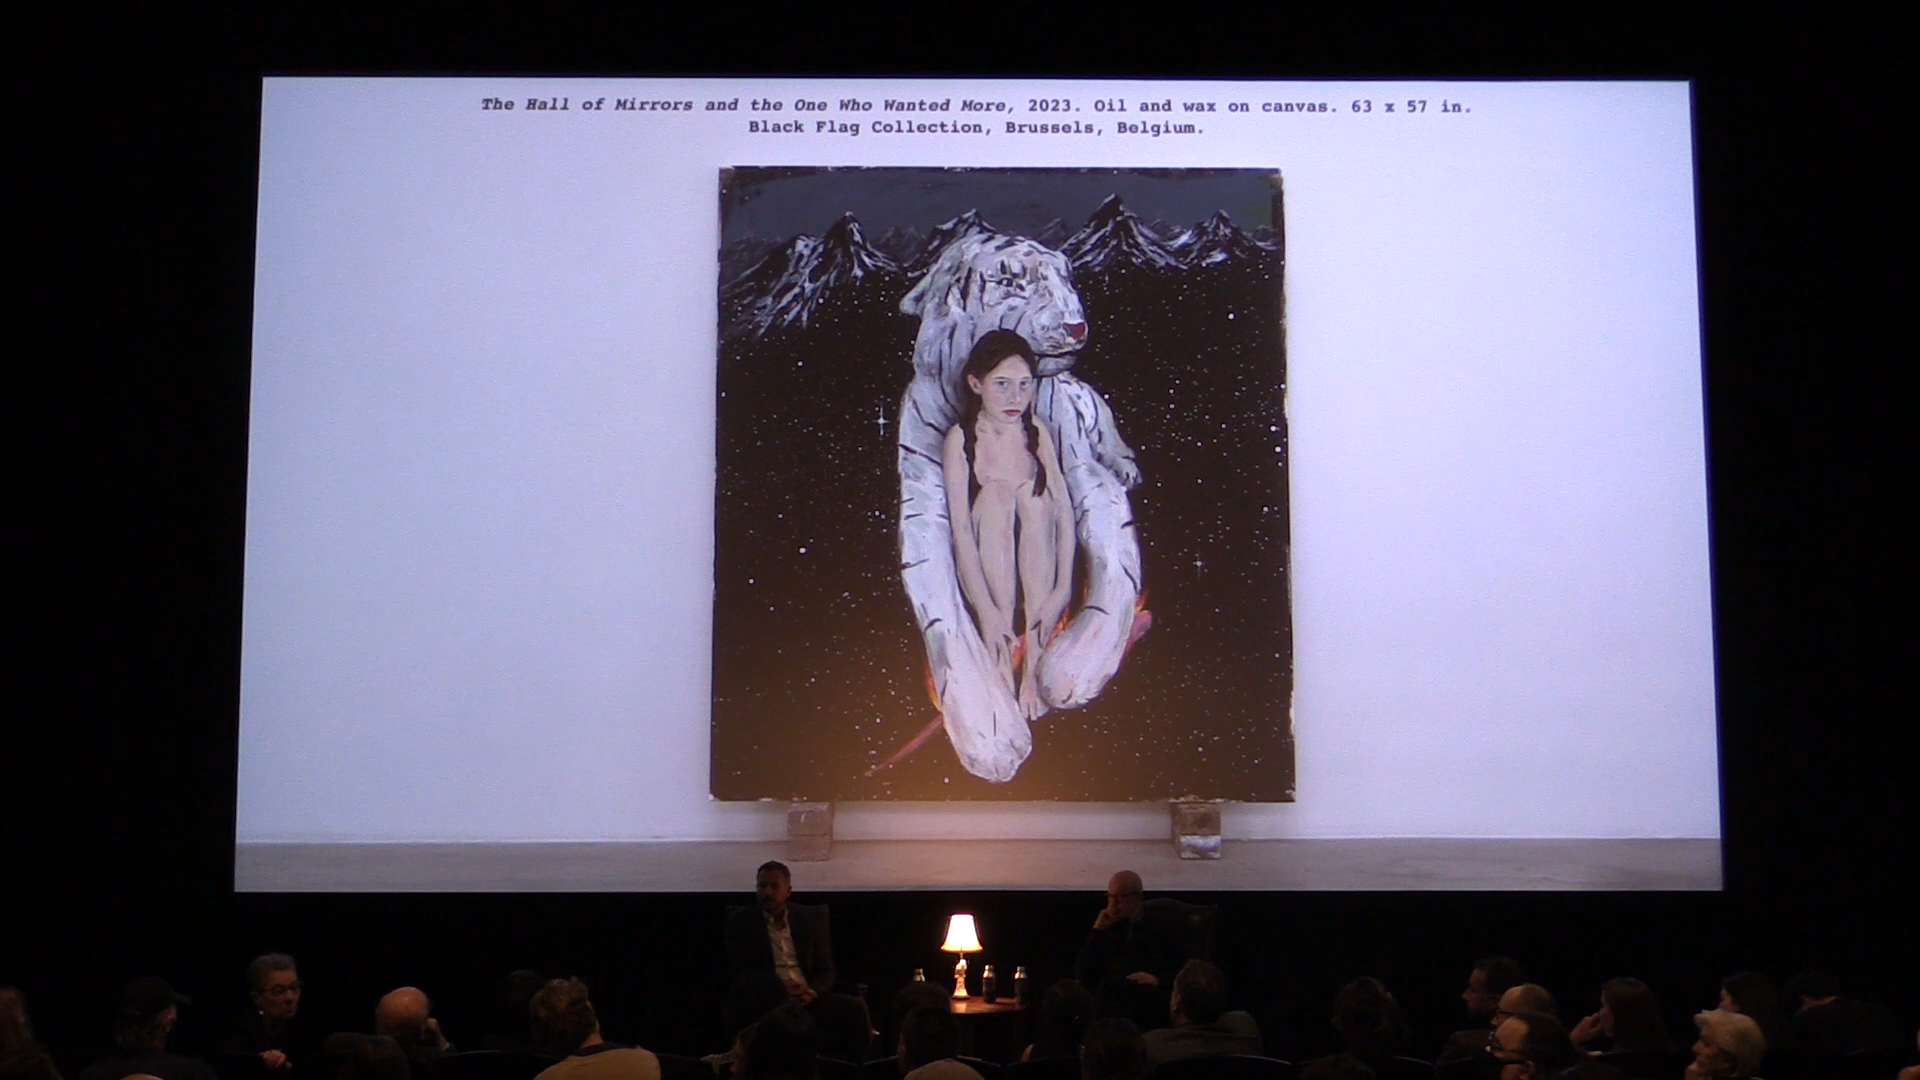 The Hall of Mirrors and the One Who Wanted More, 2023. Oil and wax on canvas. 63 x 57 in.
Black Flag Collection, Brussels, Belgium.